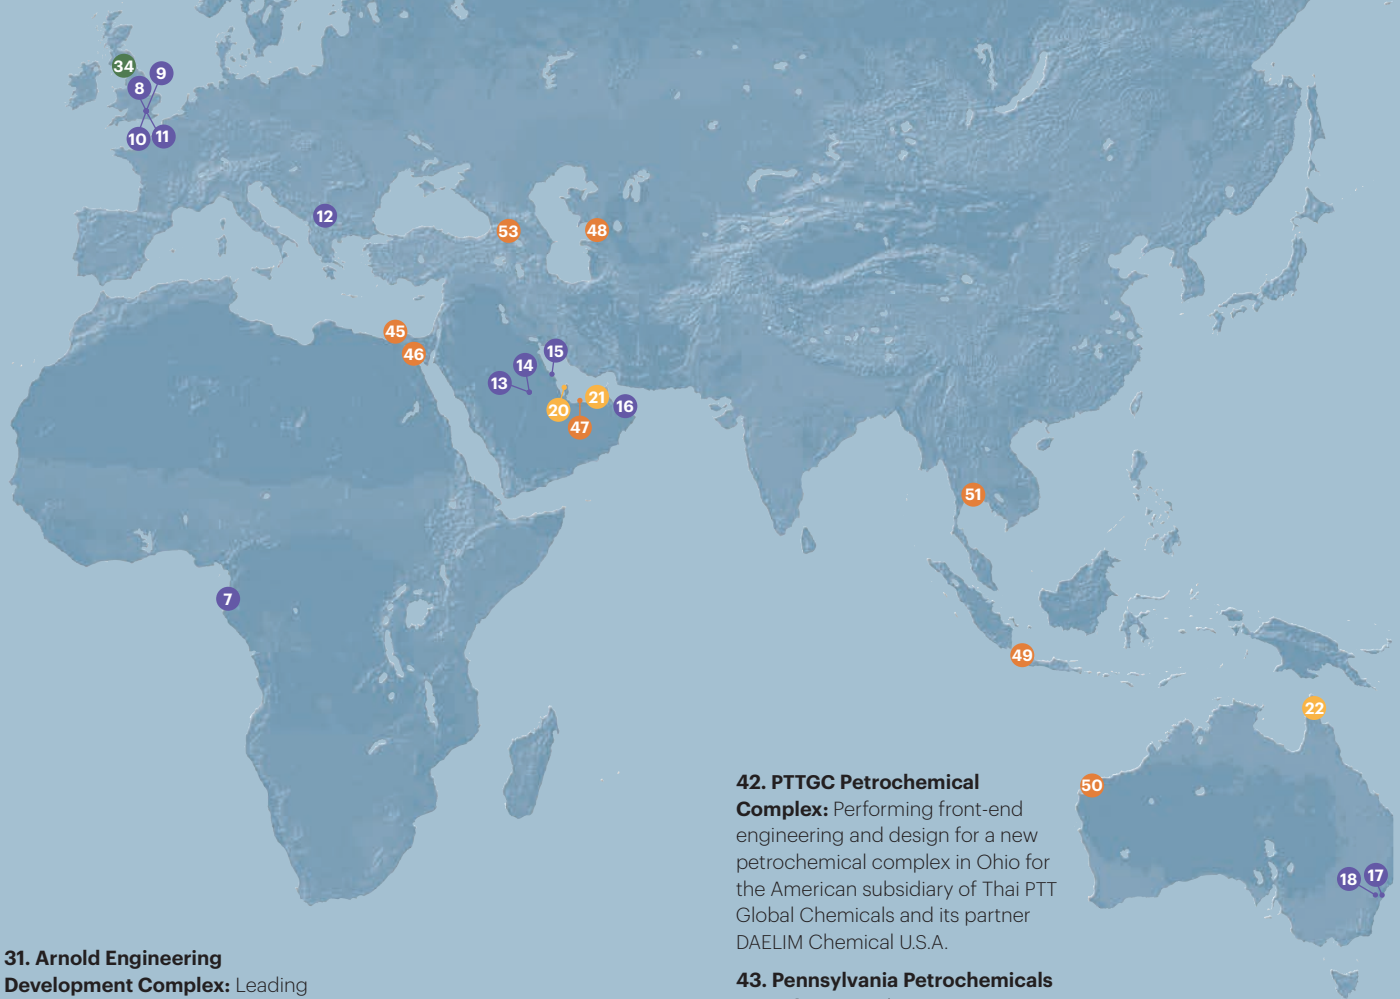 34
9
8
10
11
12
53
48
45
46
15
14
13
21
20
16
47
51
7
49
22
50
18
17
31. Arnold Engineering
Development Complex: Leading
42. PTTGC Petrochemical
Complex: Performing front-end
engineering and design for a new
petrochemical complex in Ohio for
the American subsidiary of Thai PTT
Global Chemicals and its partner
DAELIM Chemical U.S.A.
43. Pennsylvania Petrochemicals